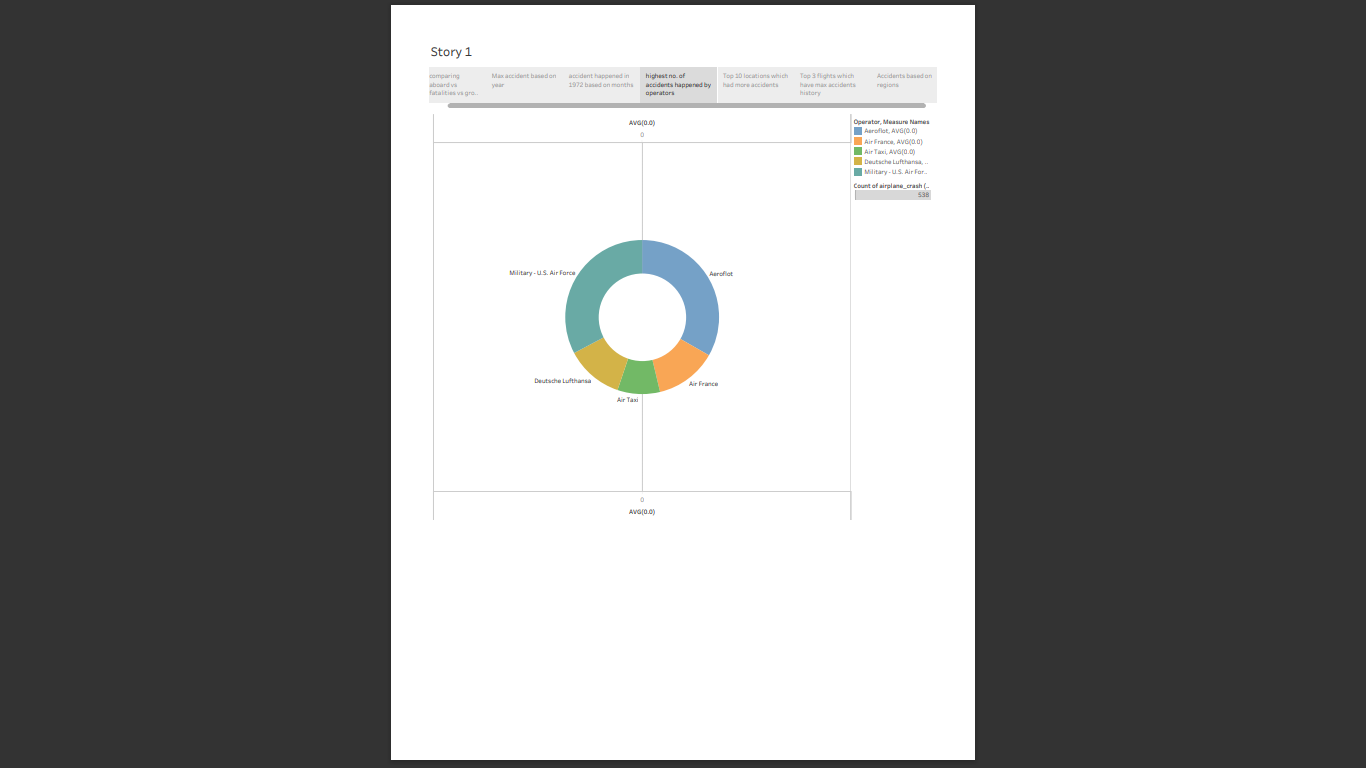 Story 1
comparing
aboard vs
fatalities vs gro..
Max accident based on
year
accident happened in
1972 based on months
highest no. of
accidents happened by
operators
Top 10 locations which
had more accidents
Top 3 flights which
have max accidents
history
Accidents based on
regions
AVG(0.0)
0
Operator, Measure Names
Aeroflot, AVG(0.0)
Air France, AVG(0.0)
Air Taxi, AVG(0.0)
Deutsche Lufthansa, ..
Military - U.S. Air For..
Count of airplane_crash (..
538
Military - U.S. Air Force
Aeroflot
Deutsche Lufthansa
Air France
Air Taxi
0
AVG(0.0)